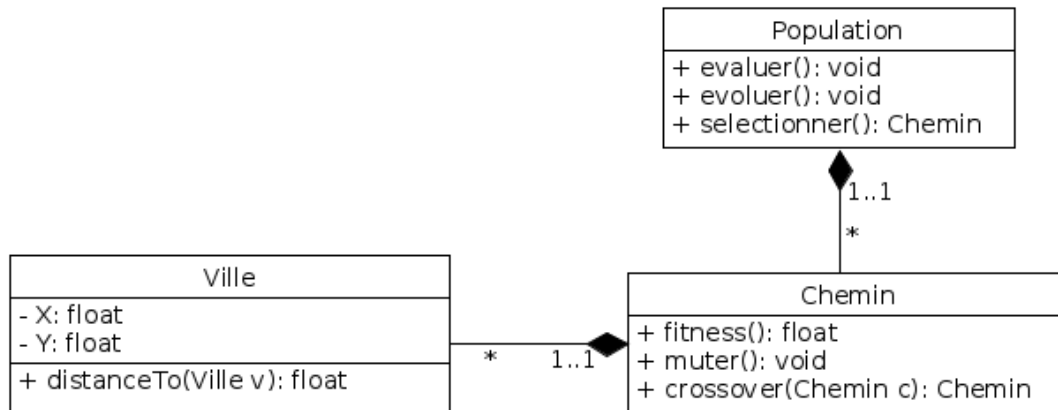 Population
+ evaluer(): void
+ evoluer(): void
+ selectionner(): Chemin
1..1
*
Ville
- X: float
- Y: float
+ distanceTo(Ville v): float
*
1..1
Chemin
+ fitness(): float
+ muter(): void
+ crossover(Chemin c): Chemin